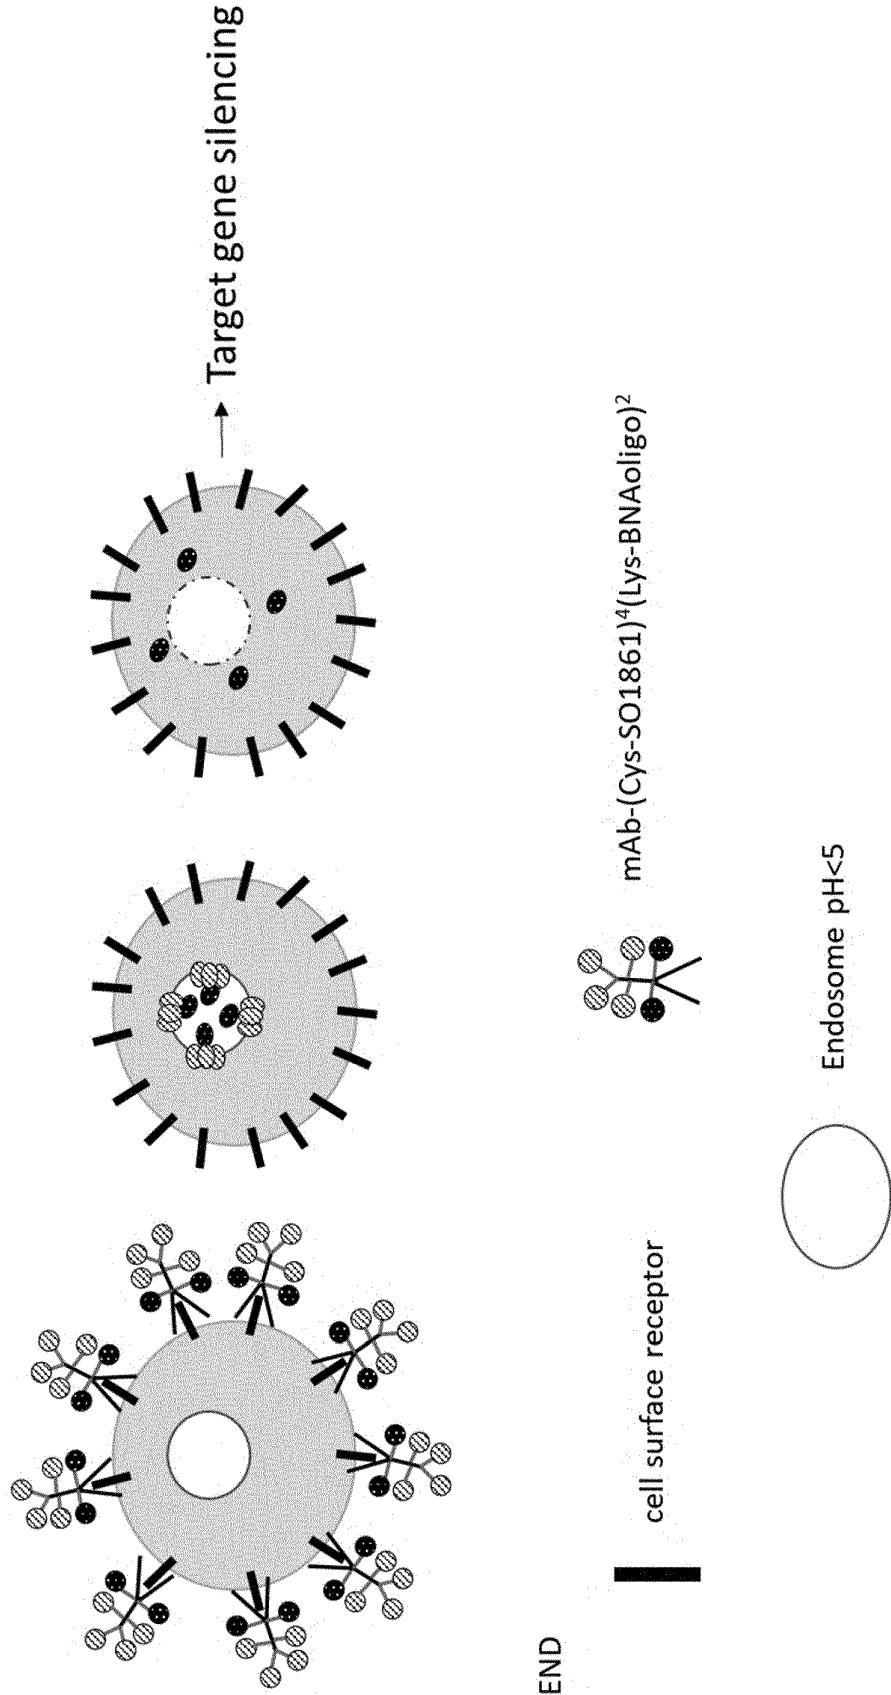 Target gene silencing
END
cell surface receptor
mAb-(Cys-SO1861)⁴(Lys-BNAoligo)²
Endosome pH<5